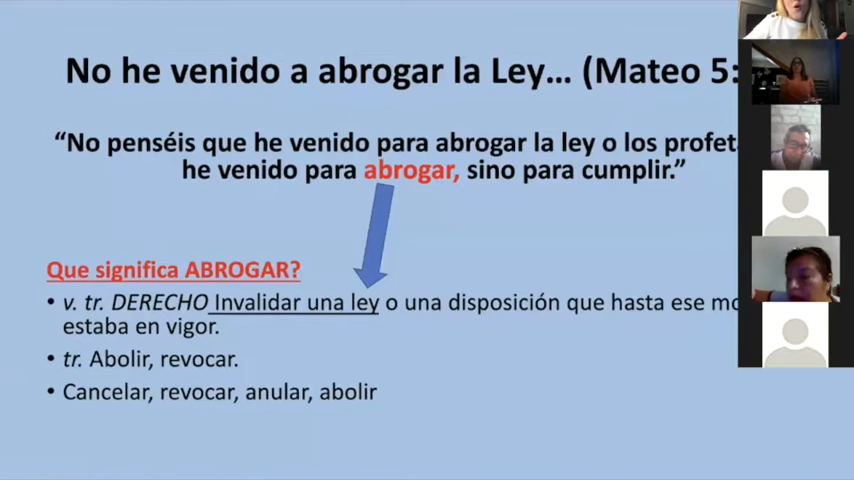 No he venido a abrogar la Ley... (Mateo 5:
“No penséis que he venido para abrogar la ley o los
he venido para abrogar, sino para cumplir.”
Que significa ABROGAR?
• v. tr. DERECHO Invalidar una ley o una disposición que hasta ese
estaba en vigor.
• tr. Abolir, revocar.
• Cancelar, revocar, anular, abolir